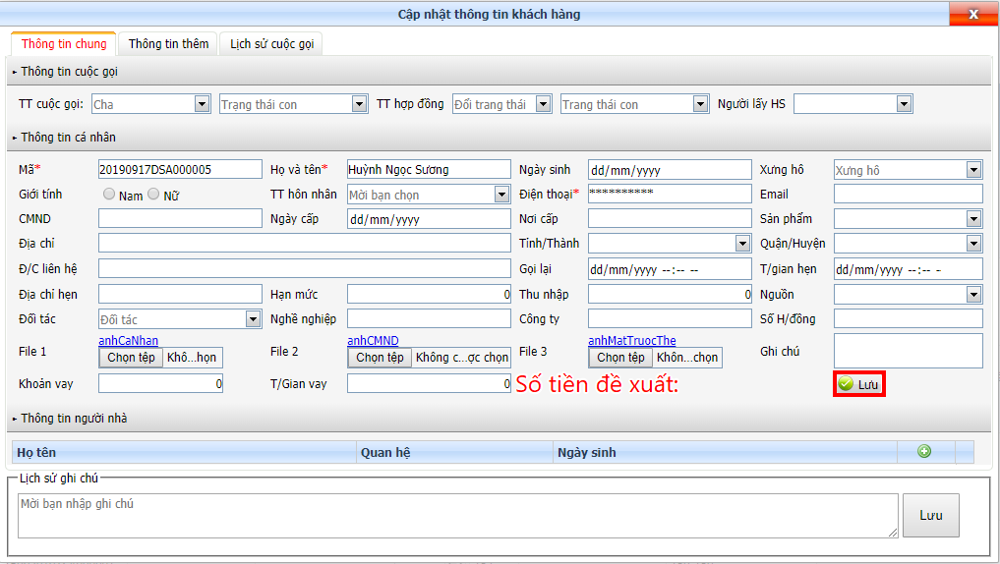 Cập nhật thông tin khách hàng X
Thông tin chung Thông tin thêm Lịch sử cuộc gọi
Thông tin cuộc gọi
TT cuộc gọi: Cha Trạng thái con TT hợp đồng Đổi trang thái Trang thái con Người lấy HS
Thông tin cá nhân
Mã* 20190917DSA000005 Họ và tên* Huỳnh Ngọc Sương Ngày sinh dd/mm/yyyy Xưng hô Xưng hô
Giới tính Nam Nữ TT hôn nhân Mời bạn chọn Điện thoại* ********** Email
CMND Ngày cấp dd/mm/yyyy Nơi cấp Sản phẩm
Địa chỉ Tỉnh/Thành Quận/Huyện
Đ/C liên hệ Gọi lại dd/mm/yyyy --:-- -- T/gian hẹn dd/mm/yyyy --:-- -
Địa chỉ hẹn Hạn mức 0 Thu nhập 0 Nguồn
Đối tác Đối tác Nghề nghiệp Công ty Số H/đồng
File 1 anhCaNhan File 2 anhCMND File 3 anhMatTruocThe Ghi chú
Chọn tệp Khô...họn Chọn tệp Không c...ợc chọn Chọn tệp Khôn...chọn
Khoản vay 0 T/Gian vay 0 Số tiền đề xuất: Lưu
Thông tin người nhà
Họ tên Quan hệ Ngày sinh
Lịch sử ghi chú
Mời bạn nhập ghi chú
Lưu